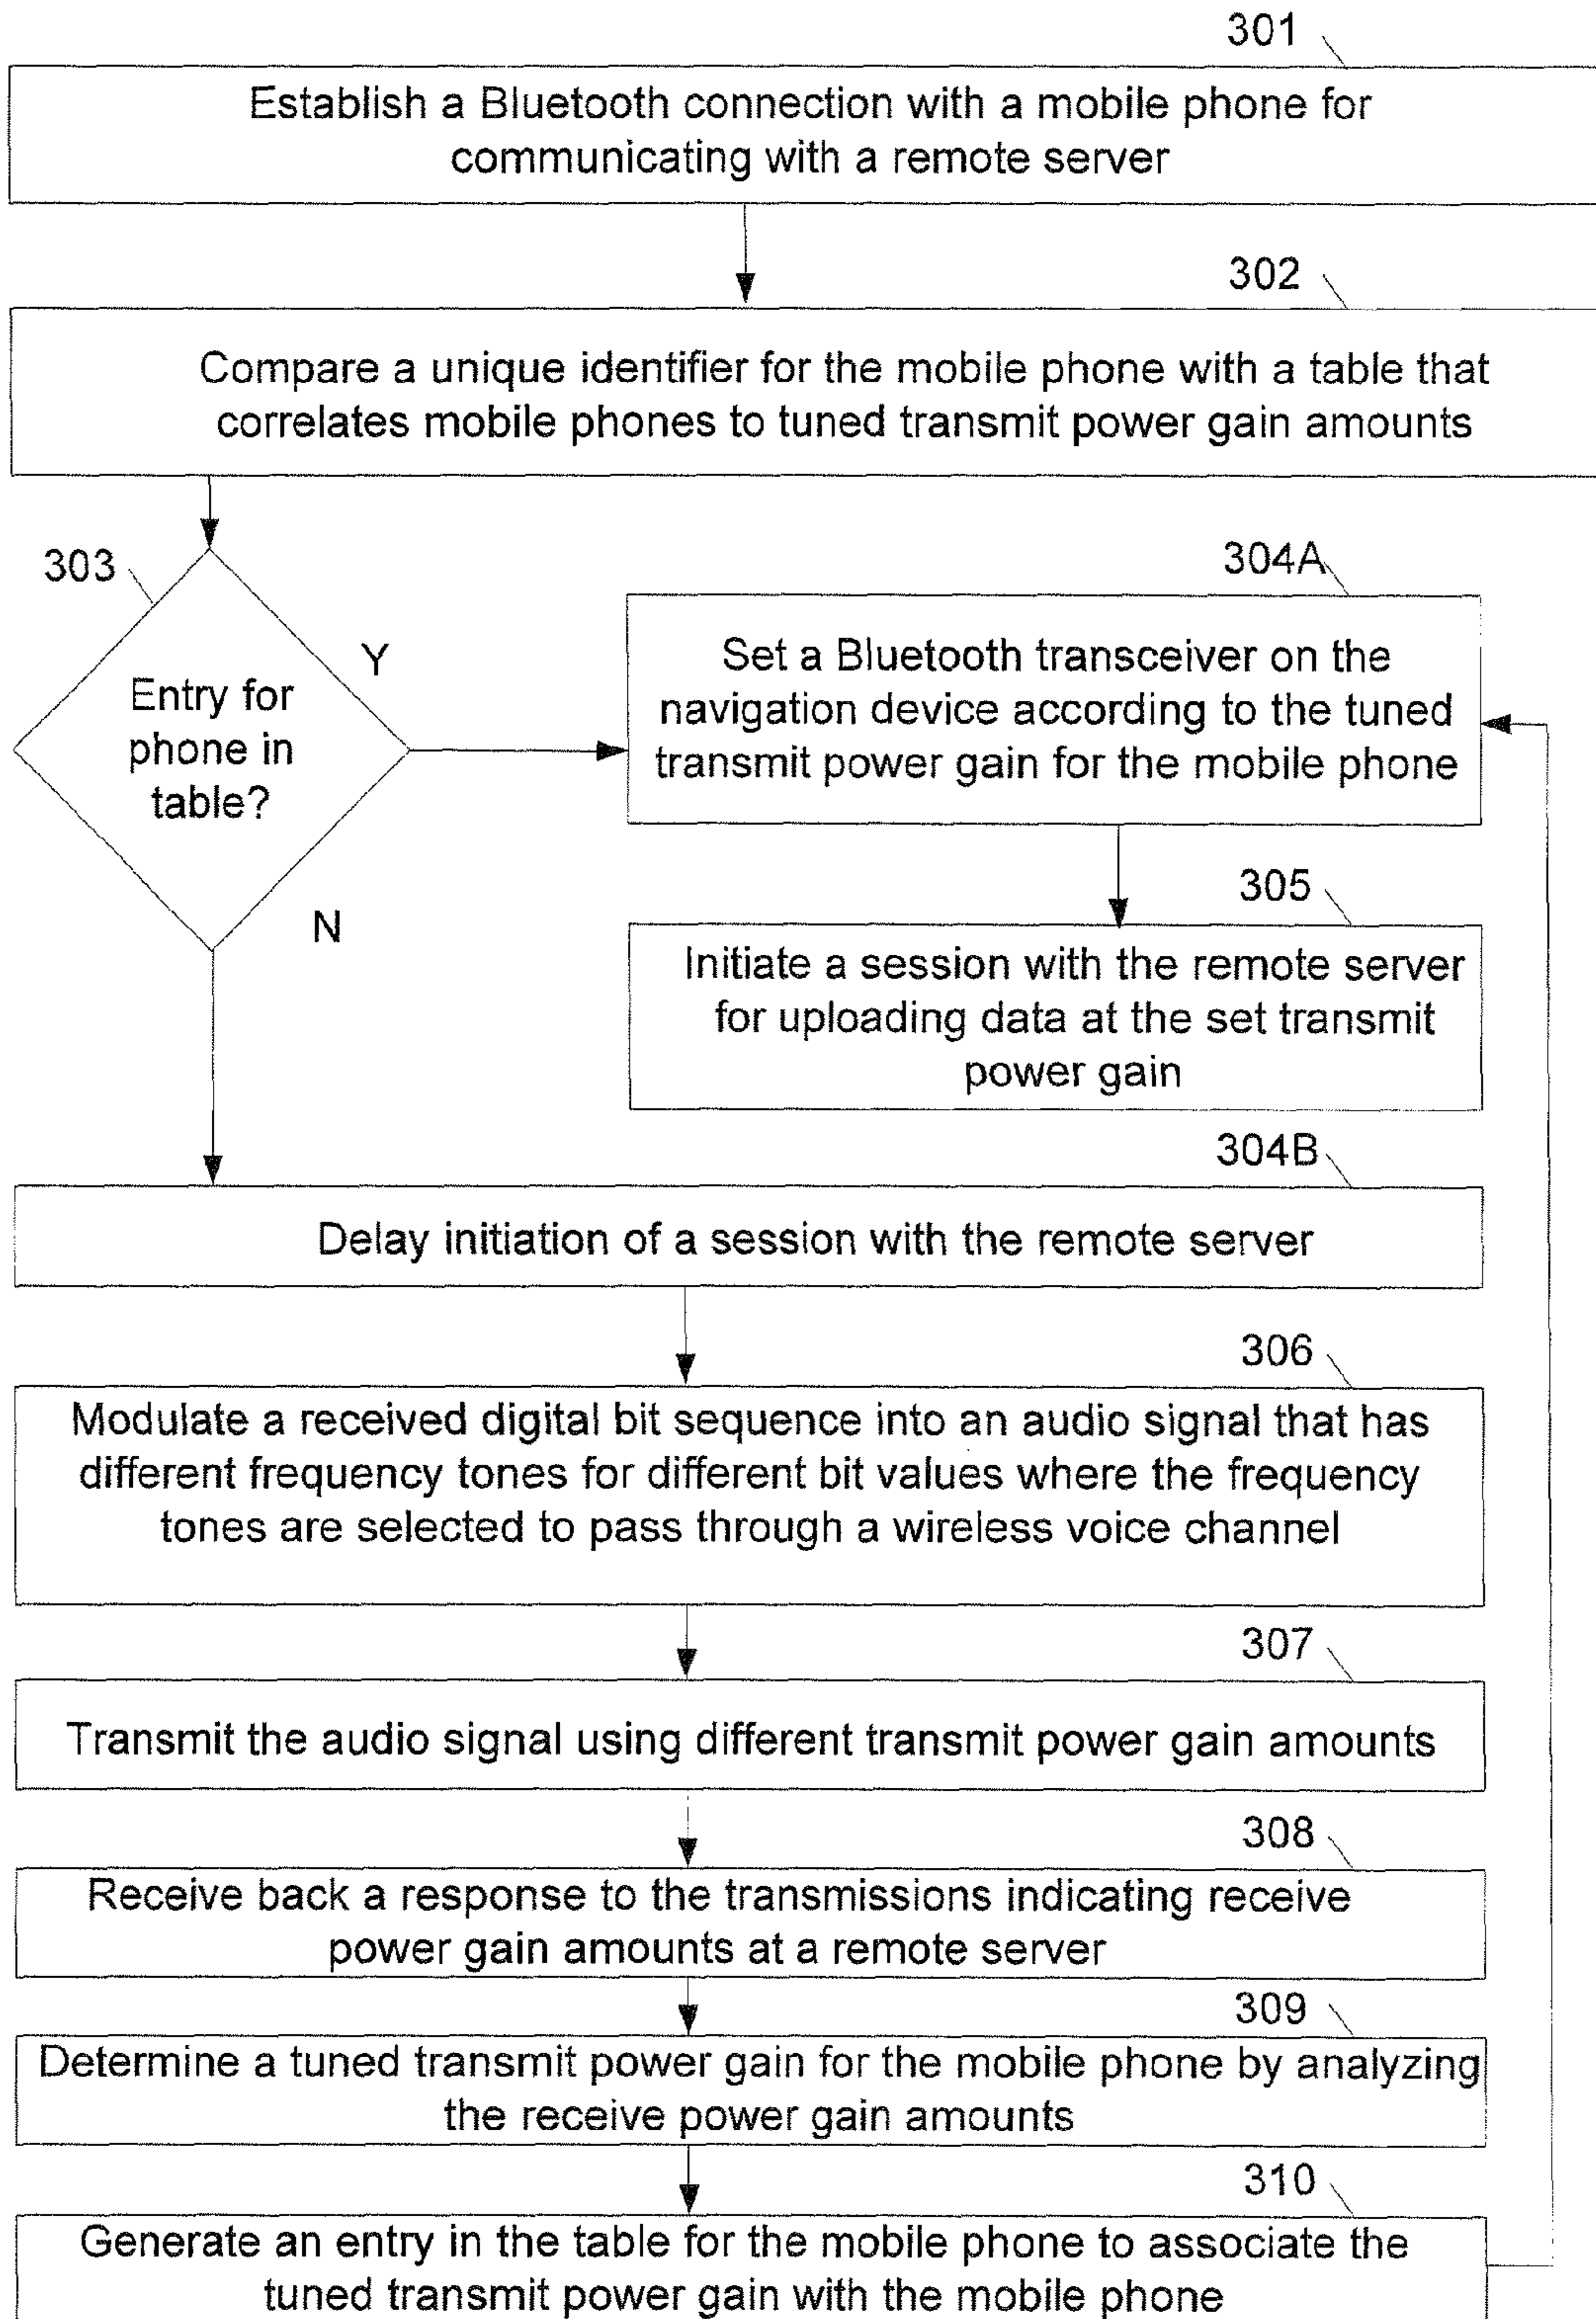 301
Establish a Bluetooth connection with a mobile phone for
communicating with a remote server
302
Compare a unique identifier for the mobile phone with a table that
correlates mobile phones to tuned transmit power gain amounts
303
Entry for
phone in
table?
Y
N
304A
Set a Bluetooth transceiver on the
navigation device according to the tuned
transmit power gain for the mobile phone
305
Initiate a session with the remote server
for uploading data at the set transmit
power gain
304B
Delay initiation of a session with the remote server
306
Modulate a received digital bit sequence into an audio signal that has
different frequency tones for different bit values where the frequency
tones are selected to pass through a wireless voice channel
307
Transmit the audio signal using different transmit power gain amounts
308
Receive back a response to the transmissions indicating receive
power gain amounts at a remote server
309
Determine a tuned transmit power gain for the mobile phone by analyzing
the receive power gain amounts
310
Generate an entry in the table for the mobile phone to associate the
tuned transmit power gain with the mobile phone